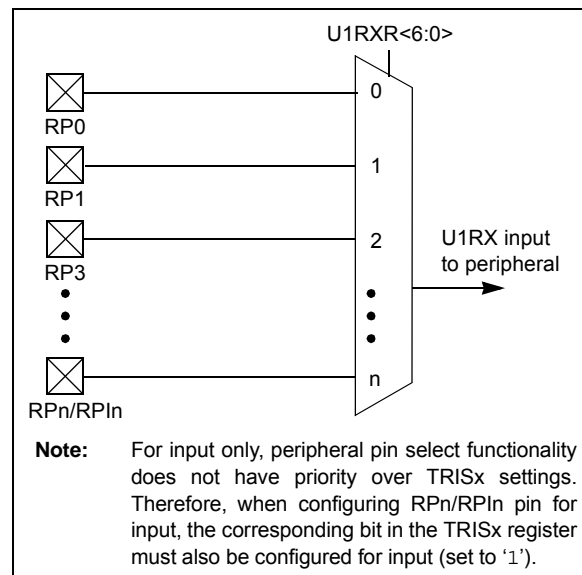 U1RXR<6:0>
0
RP0
1
RP1
2
RP3
U1RX input
to peripheral
n
RPn/RPIn
Note: For input only, peripheral pin select functionality
does not have priority over TRISx settings.
Therefore, when configuring RPn/RPIn pin for
input, the corresponding bit in the TRISx register
must also be configured for input (set to ‘1’).